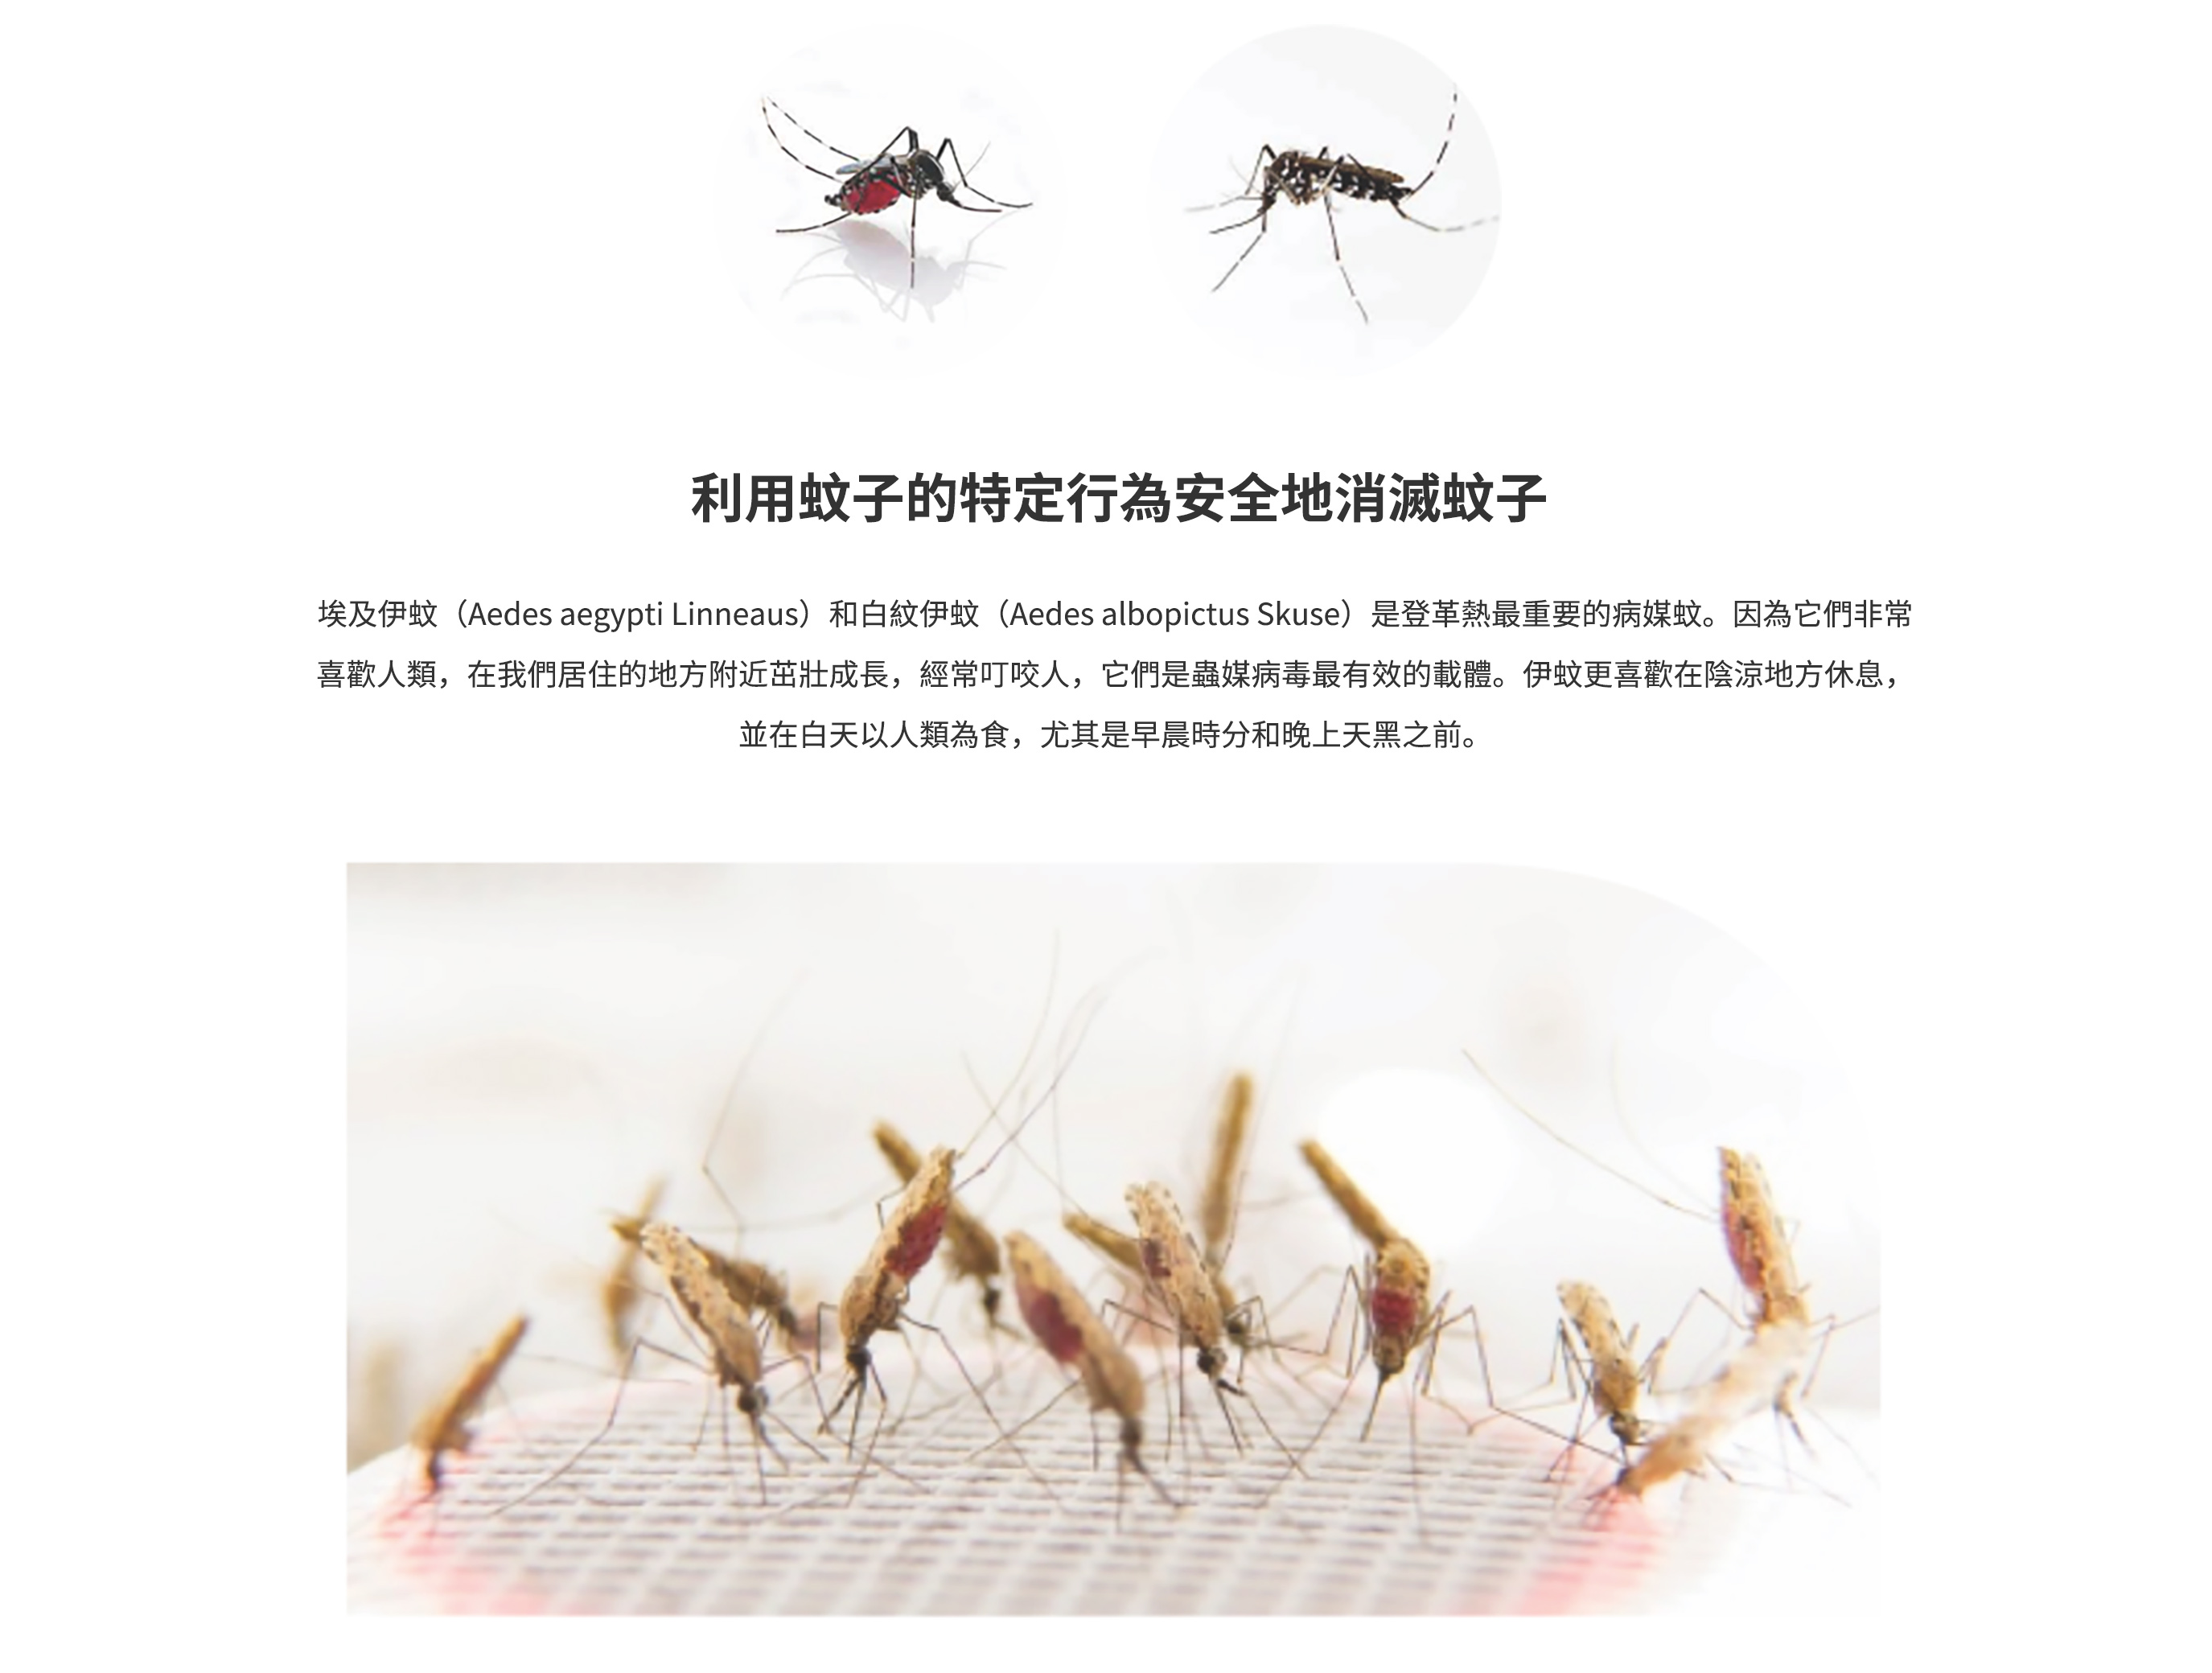 利用蚊子的特定行為安全地消滅蚊子
埃及伊蚊（Aedes aegypti Linneaus）和白紋伊蚊（Aedes albopictus Skuse）是登革熱最重要的病媒蚊。因為它們非常
喜歡人類，在我們居住的地方附近茁壯成長，經常叮咬人，它們是蟲媒病毒最有效的載體。伊蚊更喜歡在陰涼地方休息，
並在白天以人類為食，尤其是早晨時分和晚上天黑之前。